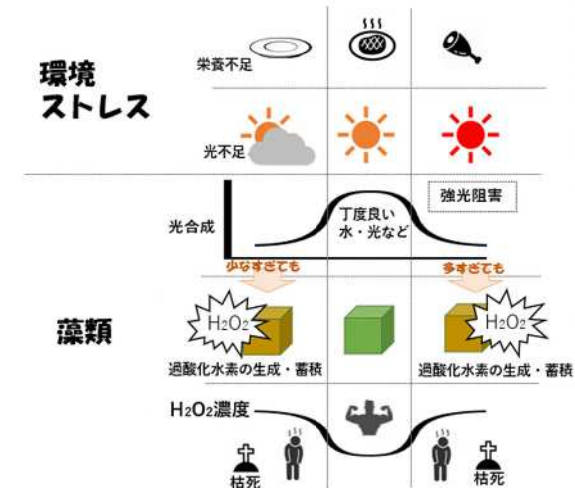 環境
ストレス
栄養不足
光不足
光合成
丁度良い
水・光など
強光阻害
少なすぎても
多すぎても
藻類
H2O2
H2O2
過酸化水素の生成・蓄積
過酸化水素の生成・蓄積
H2O2濃度
枯死
枯死